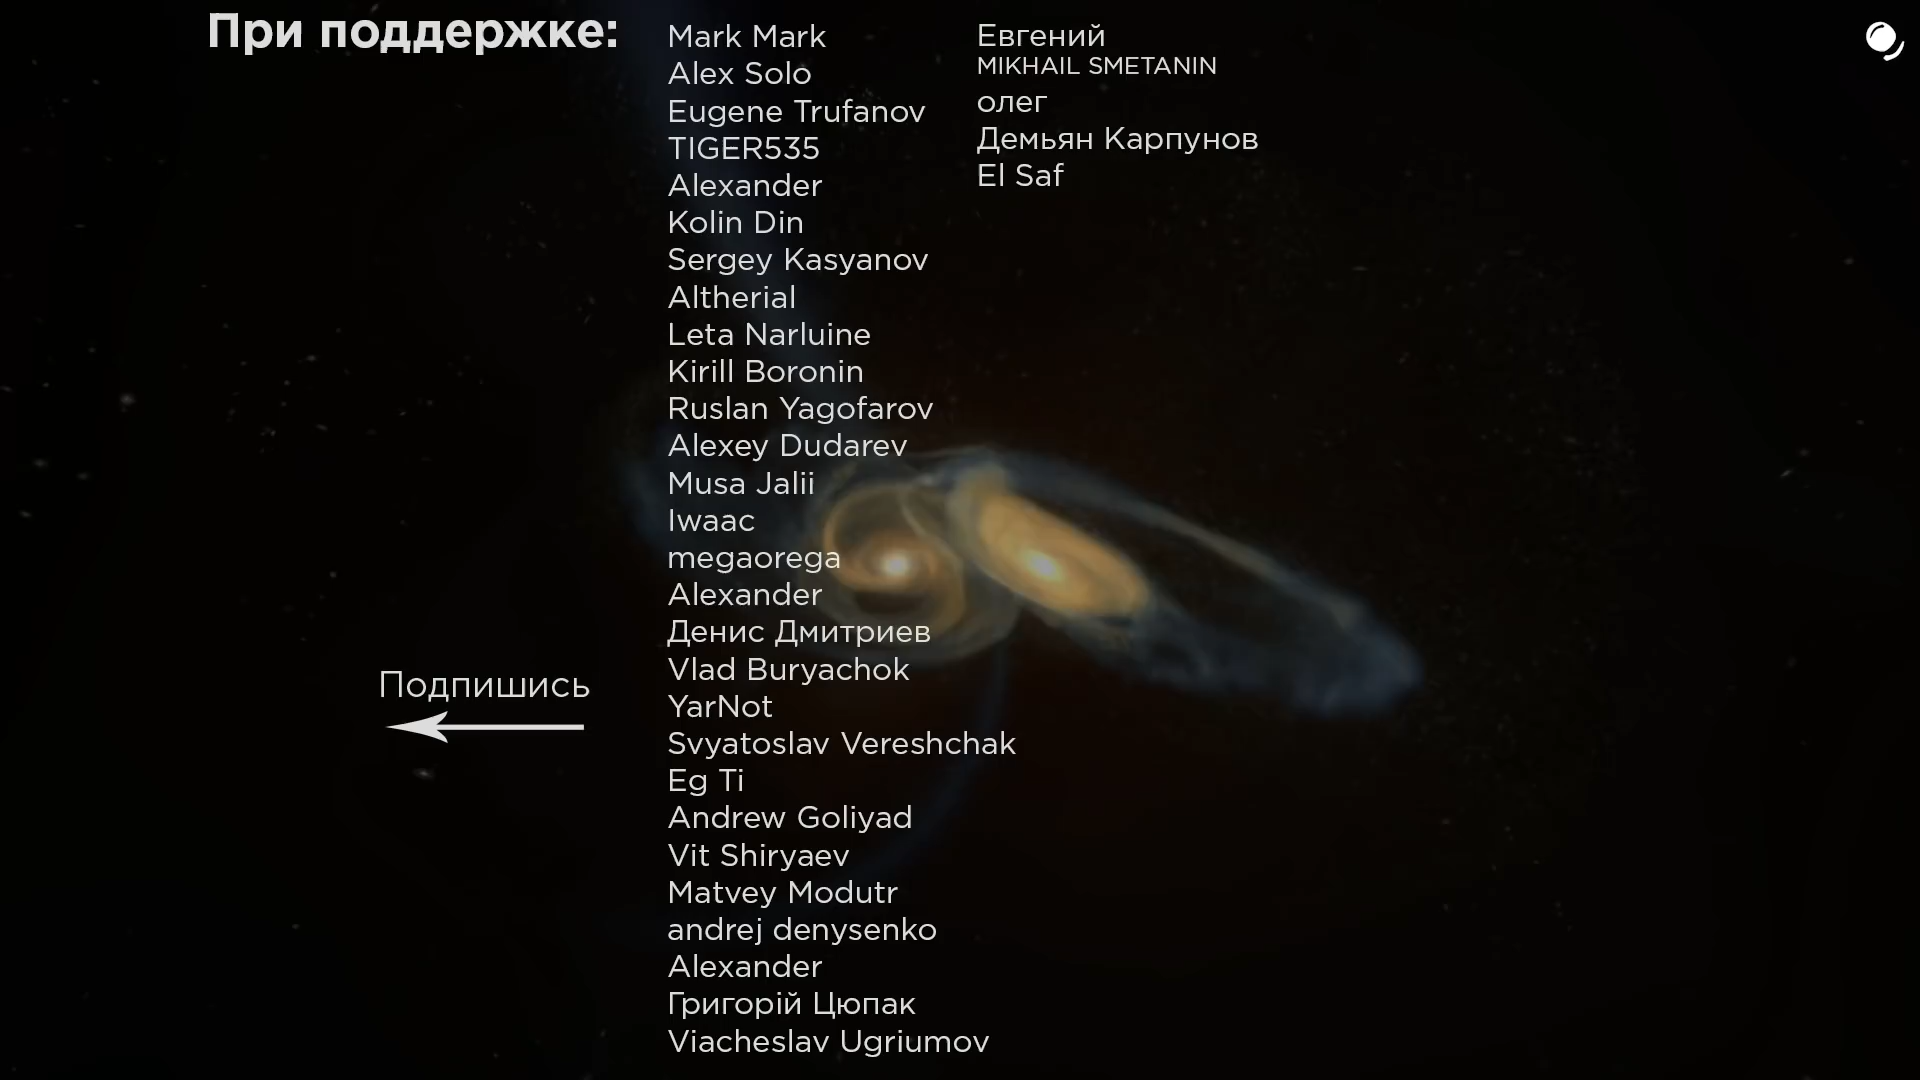 При поддержке:
Mark Mark
Alex Solo
Eugene Trufanov
TIGER535
Alexander
Kolin Din
Sergey Kasyanov
Altherial
Leta Narluine
Kirill Boronin
Ruslan Yagofarov
Alexey Dudarev
Musa Jalii
Iwaac
megaorega
Alexander
Денис Дмитриев
Vlad Buryachok
YarNot
Svyatoslav Vereshchak
Eg Ti
Andrew Goliyad
Vit Shiryaev
Matvey Modutr
andrej denysenko
Alexander
Григорій Цюпак
Viacheslav Ugriumov
Евгений
MIKHAIL SMETANIN
олег
Демьян Карпунов
El Saf
Подпишись